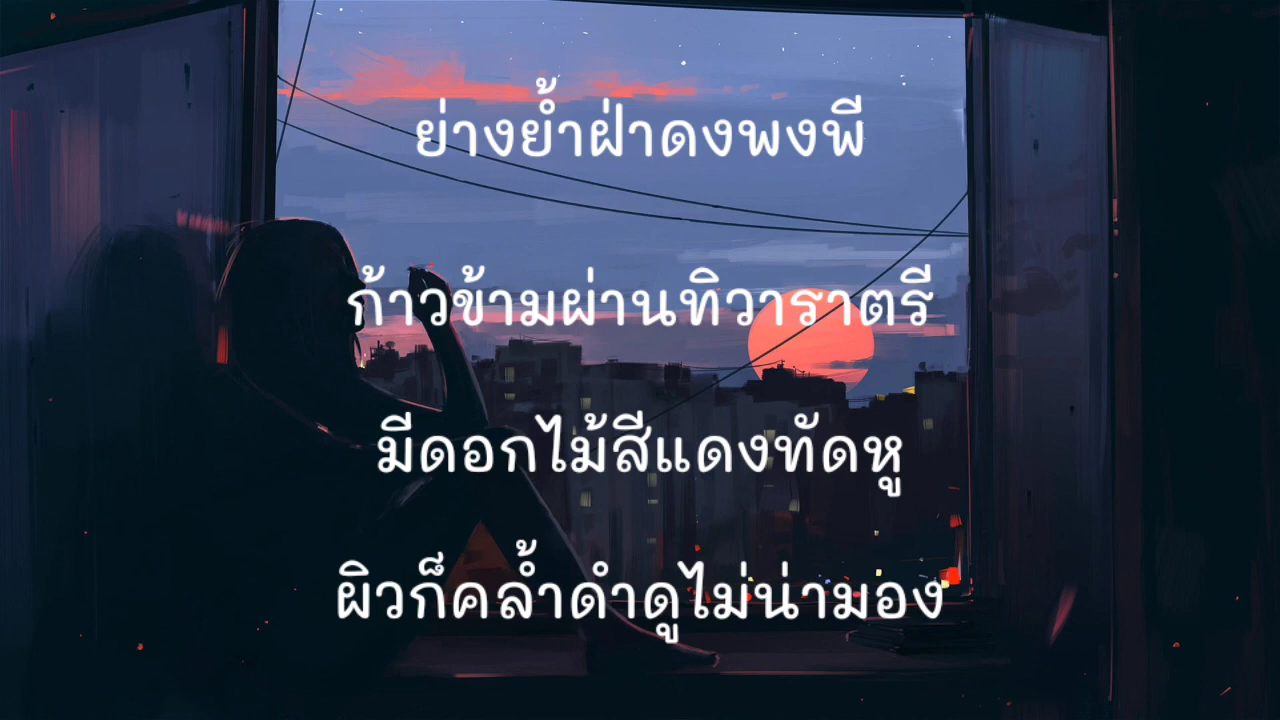 ย่างย้ำฝ่าดงพงพี
ก้าวข้ามผ่านทิวาราตรี
มีดอกไม้สีแดงทัดหู
ผิวก็คล้ำดำดูไม่น่ามอง